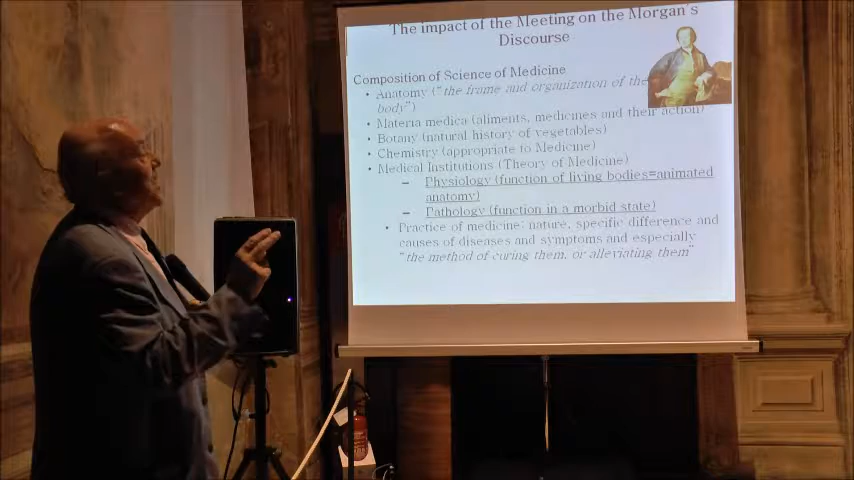 The impact of the Meeting on the Morgan's
Discourse
Composition of Science of Medicine
• Anatomy ("the frame and organization of the
body")
• Materia medica (aliments, medicines and their action)
• Botany (natural history of vegetables)
• Chemistry (appropriate to Medicine)
• Medical Institutions (Theory of Medicine)
– Physiology (function of living bodies=animated
anatomy)
– Pathology (function in a morbid state)
• Practice of medicine: nature, specific difference and
causes of diseases and symptoms and especially
"the method of curing them, or alleviating them"